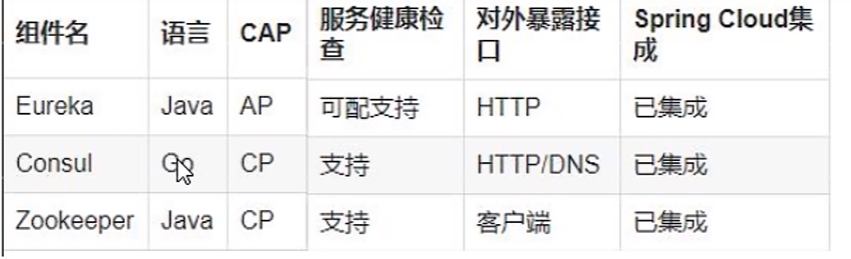 组件名 语言 CAP 服务健康检查 对外暴露接口 Spring Cloud集成
Eureka Java AP 可配支持 HTTP 已集成
Consul Go CP 支持 HTTP/DNS 已集成
Zookeeper Java CP 支持 客户端 已集成